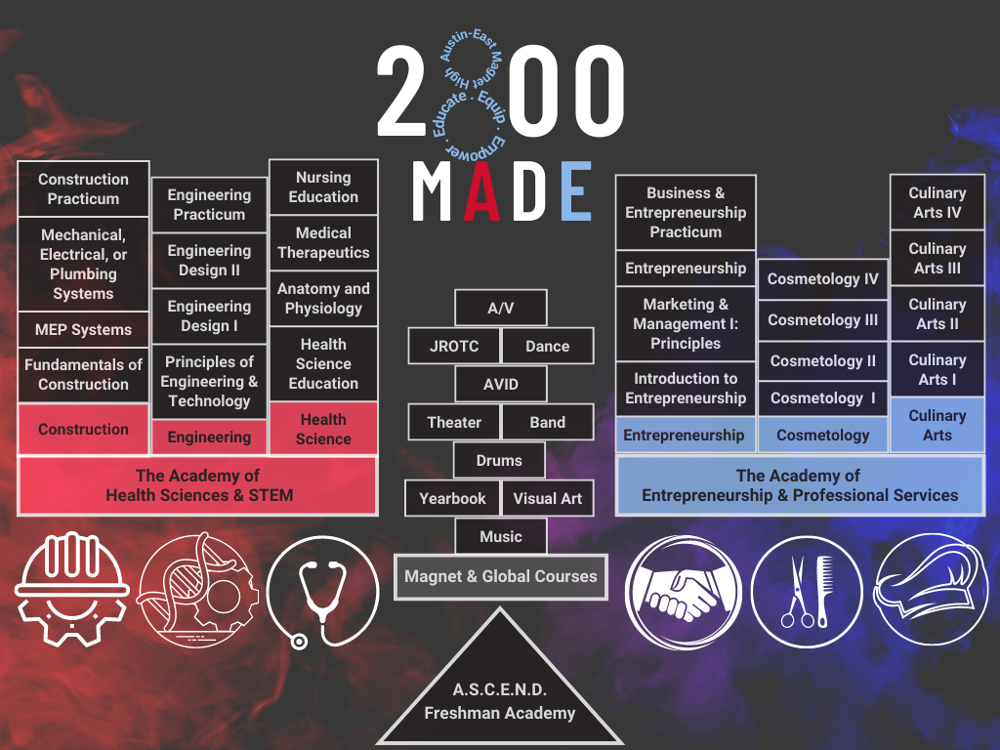 2800
Austin-East Magnet High
Educate . Equip . Empower .
MADE
Construction
Practicum
Mechanical,
Electrical, or
Plumbing
Systems
MEP Systems
Fundamentals of
Construction
Construction
Engineering
Practicum
Engineering
Design II
Engineering
Design I
Principles of
Engineering &
Technology
Engineering
Nursing
Education
Medical
Therapeutics
Anatomy and
Physiology
Health
Science
Education
Health
Science
The Academy of
Health Sciences & STEM
A/V
JROTC
Dance
AVID
Theater
Band
Drums
Yearbook
Visual Art
Music
Magnet & Global Courses
Business &
Entrepreneurship
Practicum
Entrepreneurship
Marketing &
Management I:
Principles
Introduction to
Entrepreneurship
Entrepreneurship
Cosmetology IV
Cosmetology III
Cosmetology II
Cosmetology I
Cosmetology
Culinary
Arts IV
Culinary
Arts III
Culinary
Arts II
Culinary
Arts I
Culinary
Arts
The Academy of
Entrepreneurship & Professional Services
A.S.C.E.N.D.
Freshman Academy